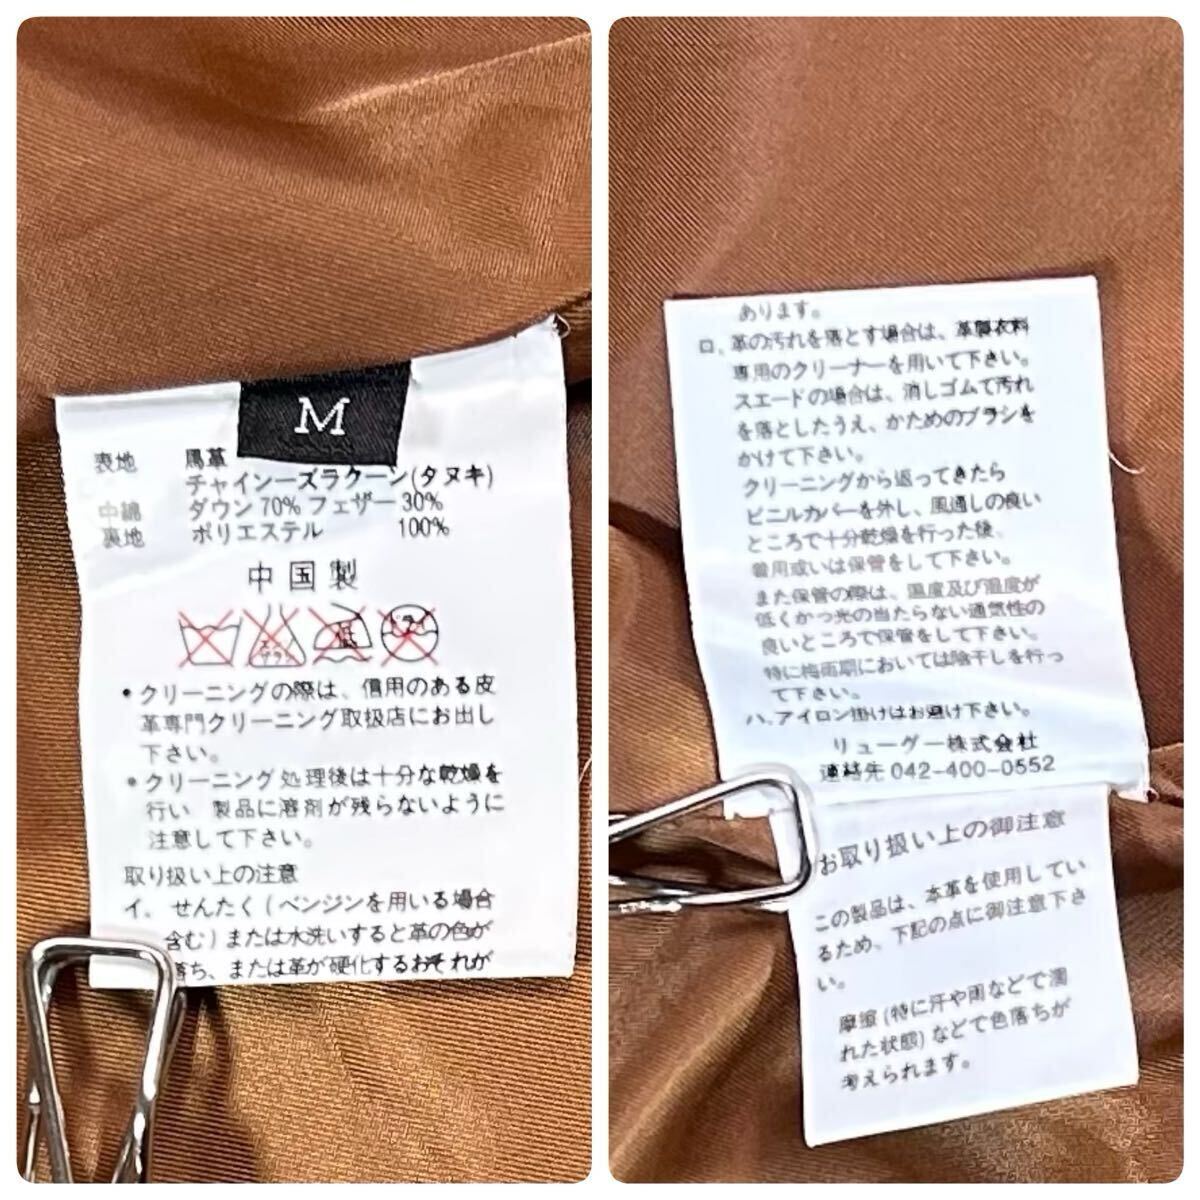 M
表地 馬革
チャイニーズラクーン(タヌキ)
中綿 ダウン 70% フェザー 30%
裏地 ポリエステル 100%
中国製
エンソ サラシ
低
ドライ
・クリーニングの際は、信用のある皮
革専門クリーニング取扱店にお出し
下さい。
・クリーニング処理後は十分な乾燥を
行い 製品に溶剤が残らないように
注意して下さい。
取り扱い上の注意
イ、せんたく(ベンジンを用いる場合
含む)または水洗いすると革の色が
落ち、または革が硬化するおそれが
あります。
ロ、革の汚れを落とす場合は、革製衣料
専用のクリーナーを用いて下さい。
スエードの場合は、消しゴムで汚れ
を落としたうえ、かためのブラシを
かけて下さい。
クリーニングから返ってきたら
ビニルカバーを外し、風通しの良い
ところで十分乾燥を行った後、
着用或いは保管をして下さい。
また保管の際は、温度及び湿度が
低くかつ光の当たらない通気性の
良いところで保管をして下さい。
特に梅雨期においては陰干しを行っ
て下さい。
ハ、アイロン掛けはお避け下さい。
リューグー株式会社
連絡先 042-400-0552
お取り扱い上の御注意
この製品は、本革を使用してい
るため、下記の点に御注意下さ
い。
摩擦(特に汗や雨などで濡
れた状態)などで色落ちが
考えられます。